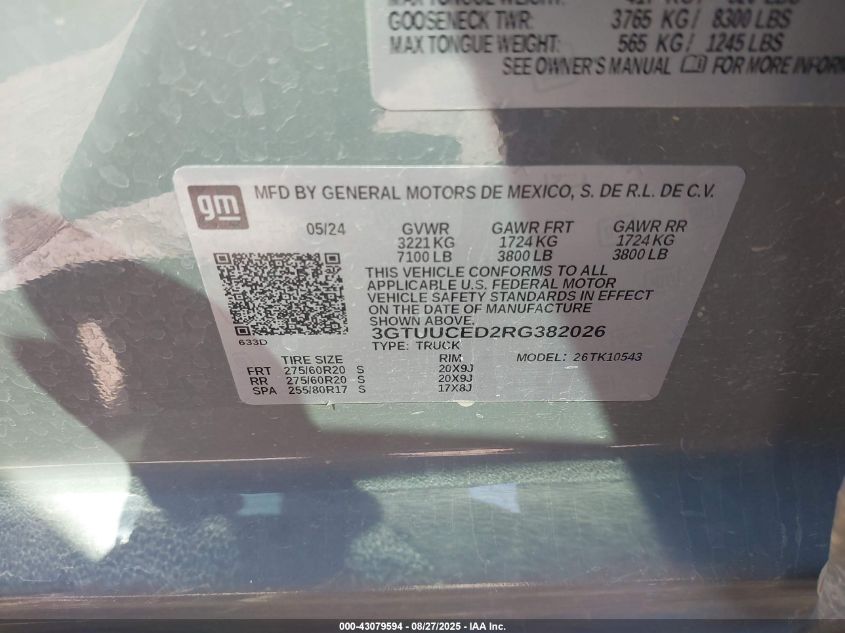 GOOSENECK TWR: 3765 KG / 8300 LBS
MAX TONGUE WEIGHT: 565 KG / 1245 LBS
SEE OWNER'S MANUAL FOR MORE
gm
MFD BY GENERAL MOTORS DE MEXICO, S. DE R.L. DE C.V.
05/24 GVWR GAWR FRT GAWR RR
3221 KG 1724 KG 1724 KG
7100 LB 3800 LB 3800 LB
THIS VEHICLE CONFORMS TO ALL
APPLICABLE U.S. FEDERAL MOTOR
VEHICLE SAFETY STANDARDS IN EFFECT
ON THE DATE OF MANUFACTURE
SHOWN ABOVE.
3GTUUCED2RG382026
633D
TYPE: TRUCK MODEL: 26TK10543
TIRE SIZE RIM
FRT 275/60R20 S 20X9J
RR 275/60R20 S 20X9J
SPA 255/80R17 S 17X8J
000-43079594 - 08/27/2025 - IAA Inc.